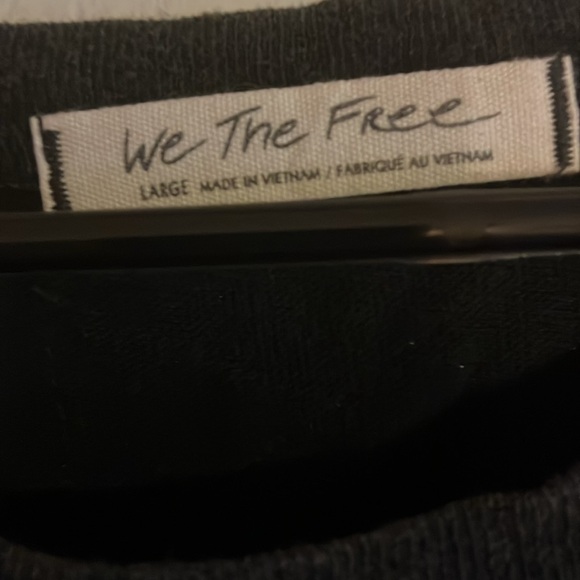 We The Free
LARGE MADE IN VIETNAM / FABRIQUÉ AU VIETNAM